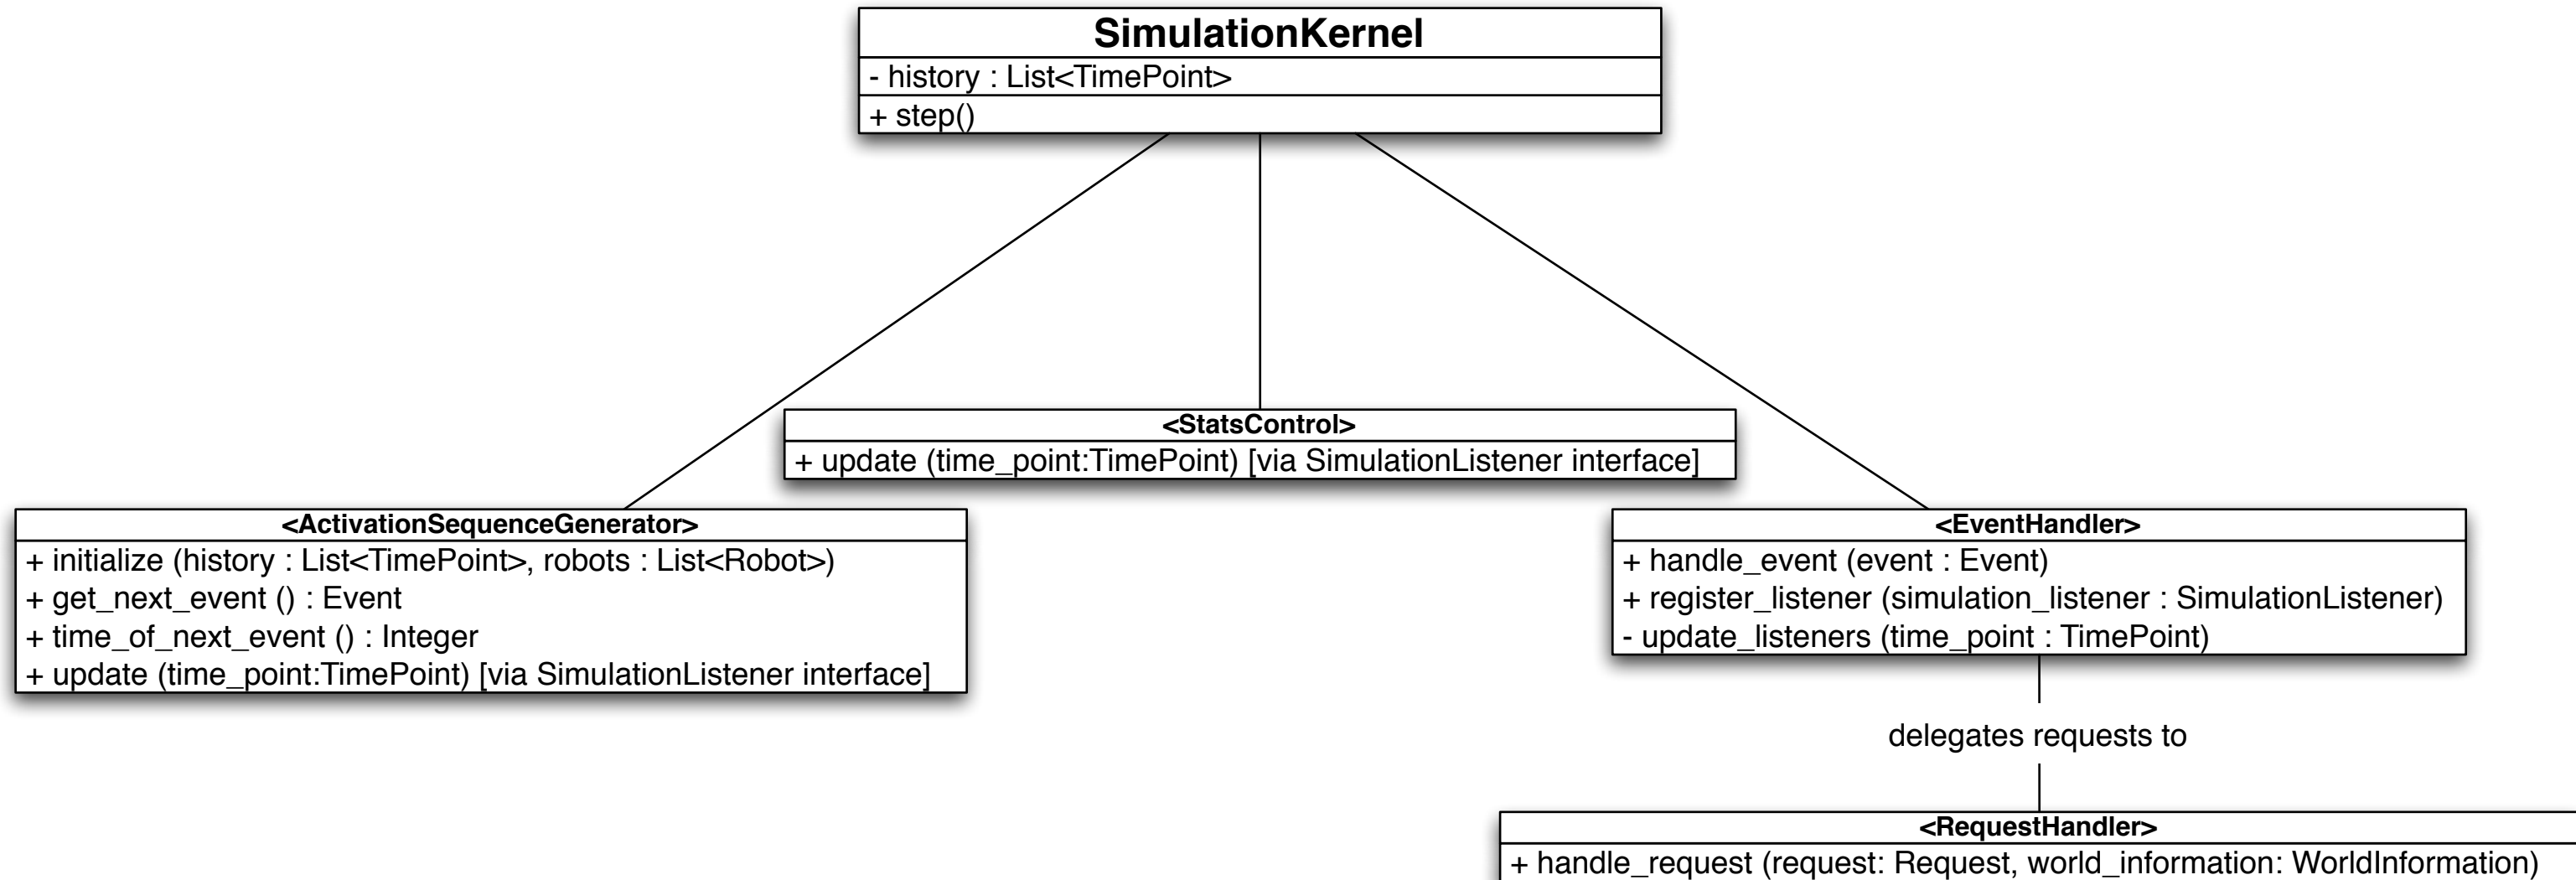 SimulationKernel
- history : List<TimePoint>
+ step()
<StatsControl>
+ update (time_point:TimePoint) [via SimulationListener interface]
<ActivationSequenceGenerator>
+ initialize (history : List<TimePoint>, robots : List<Robot>)
+ get_next_event () : Event
+ time_of_next_event () : Integer
+ update (time_point:TimePoint) [via SimulationListener interface]
<EventHandler>
+ handle_event (event : Event)
+ register_listener (simulation_listener : SimulationListener)
- update_listeners (time_point : TimePoint)
delegates requests to
<RequestHandler>
+ handle_request (request: Request, world_information: WorldInformation)